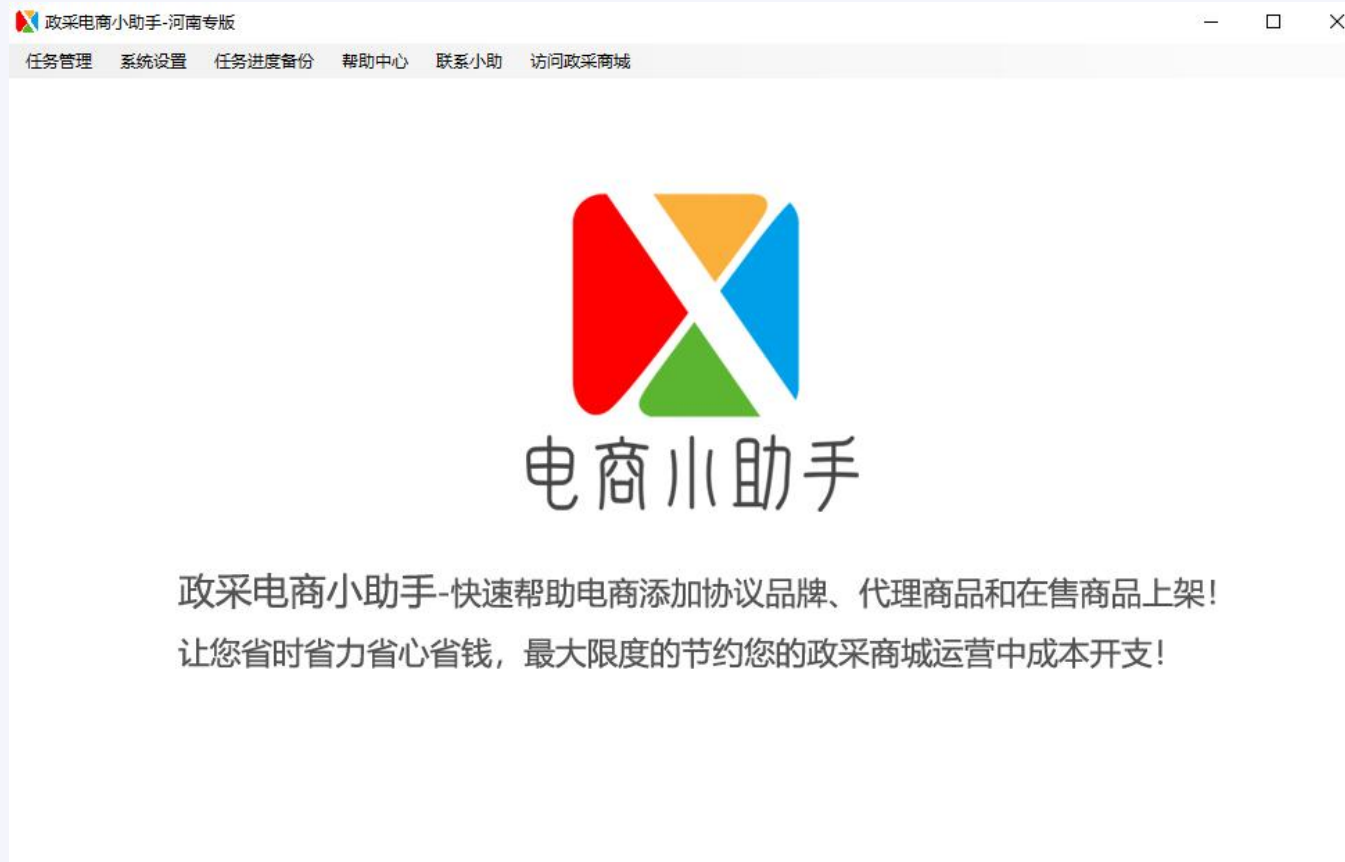 政采电商小助手-河南专版
任务管理 系统设置 任务进度备份 帮助中心 联系小助 访问政采商城
电商小助手
政采电商小助手-快速帮助电商添加协议品牌、代理商品和在售商品上架！
让您省时省力省心省钱，最大限度的节约您的政采商城运营中成本开支！